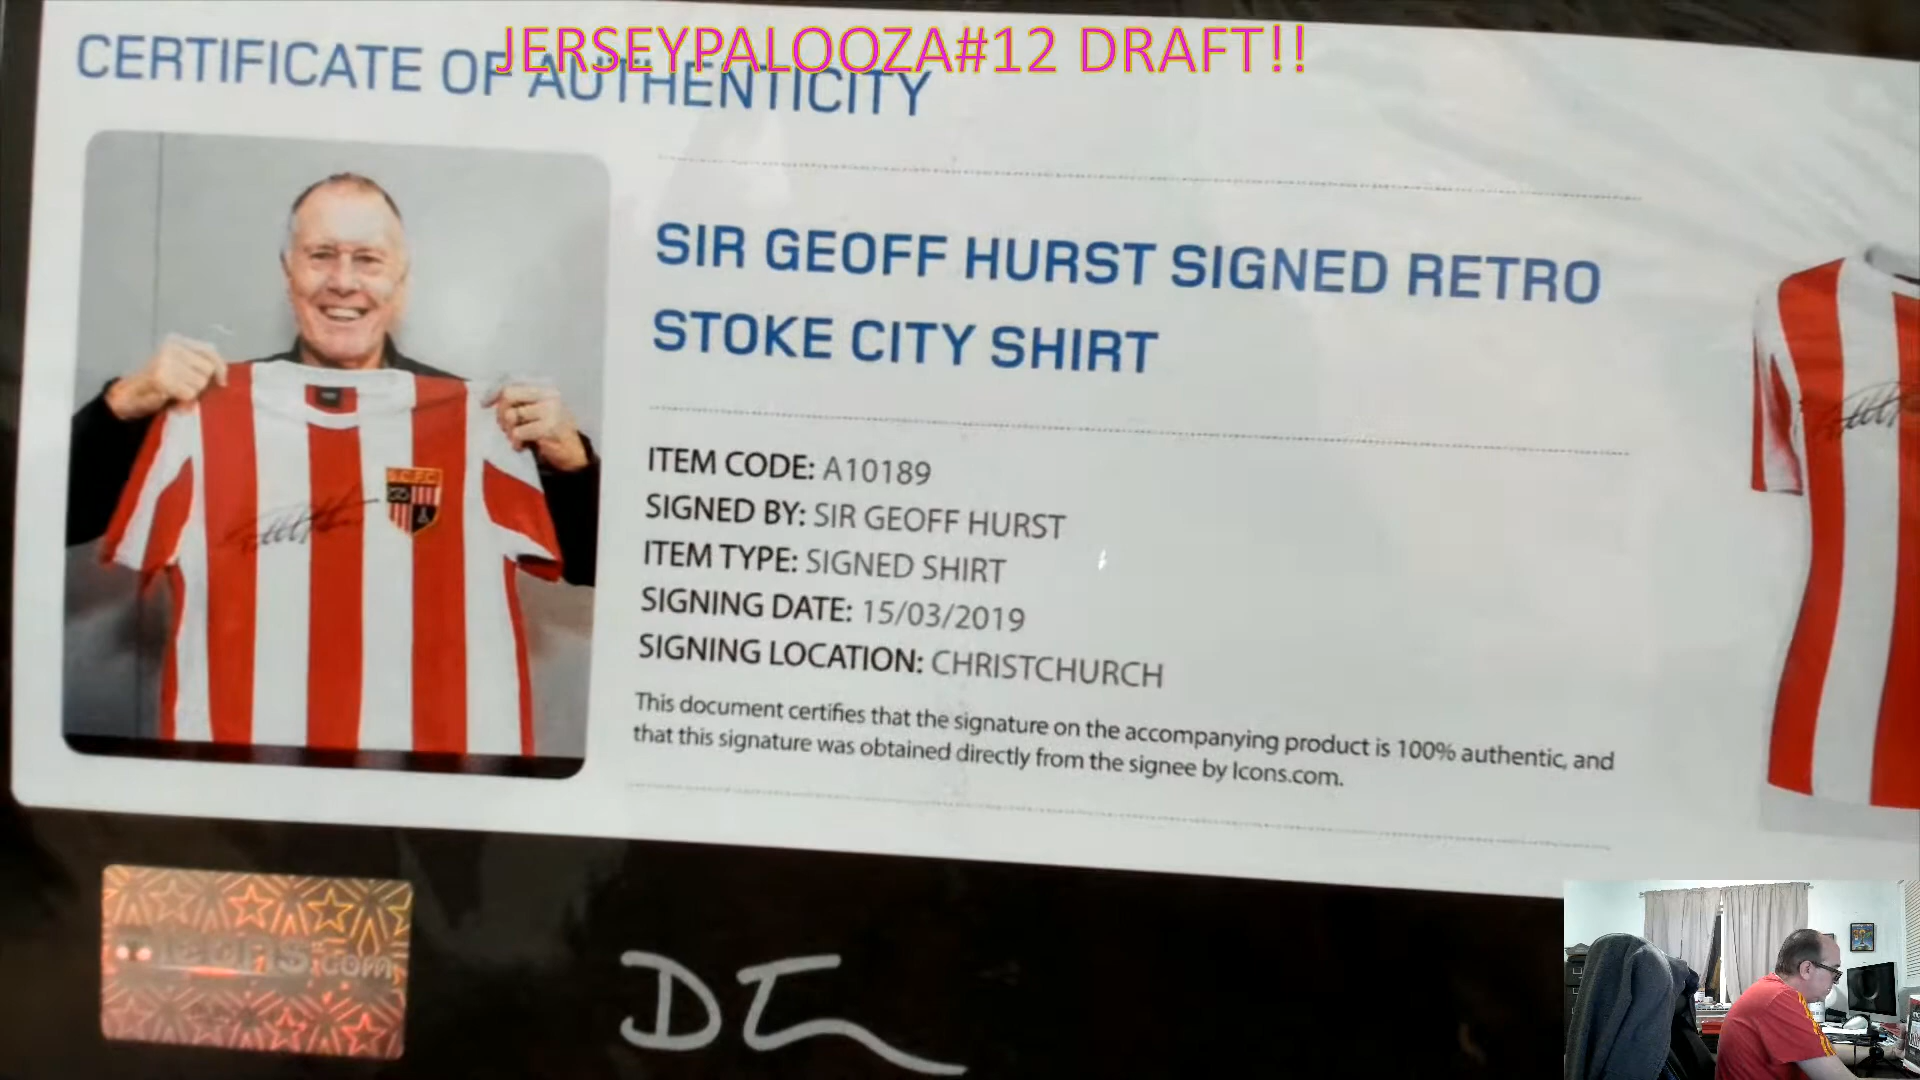 JERSEYPALOOZA#12 DRAFT!!
CERTIFICATE OF AUTHENTICITY
SIR GEOFF HURST SIGNED RETRO
STOKE CITY SHIRT
ITEM CODE: A10189
SIGNED BY: SIR GEOFF HURST
ITEM TYPE: SIGNED SHIRT
SIGNING DATE: 15/03/2019
SIGNING LOCATION: CHRISTCHURCH
This document certifies that the signature on the accompanying product is 100% authentic, and
that this signature was obtained directly from the signee by Icons.com.
S.C.F.C
icons.com